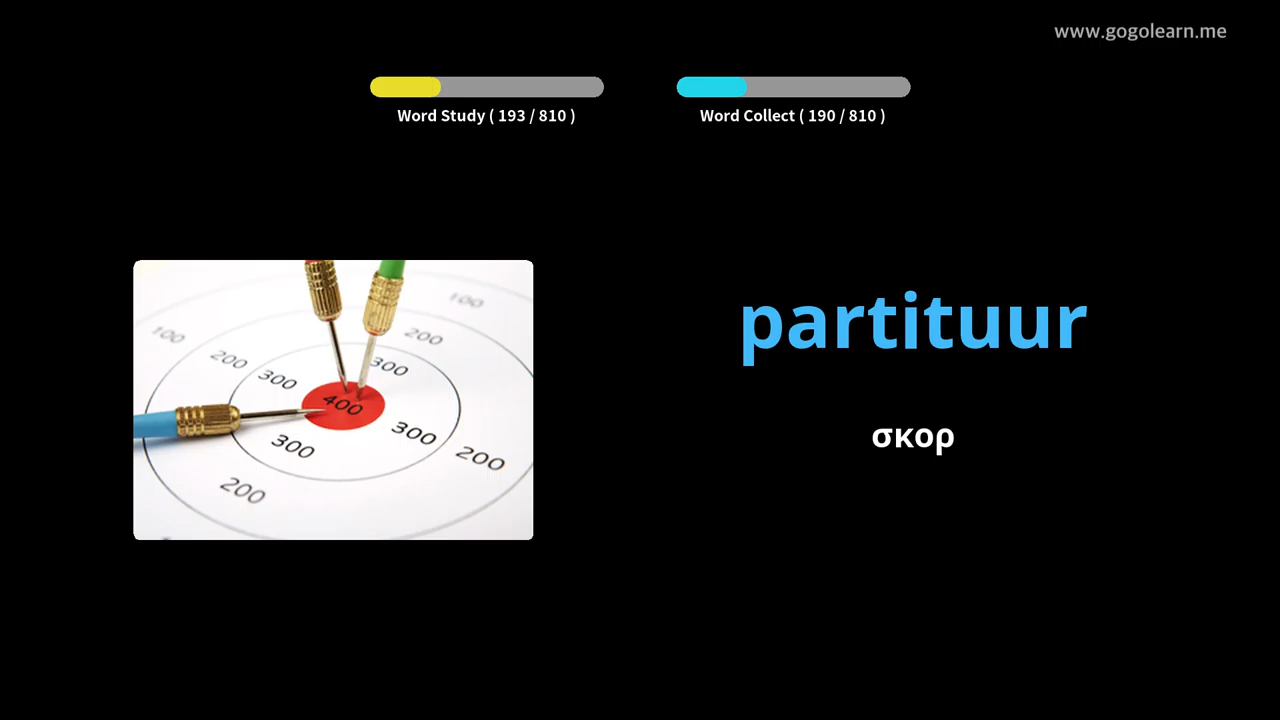 www.gogolearn.me
Word Study ( 193 / 810 )
Word Collect ( 190 / 810 )
partituur
σκορ
100
100
200
200
300
300
400
300
300
200
200